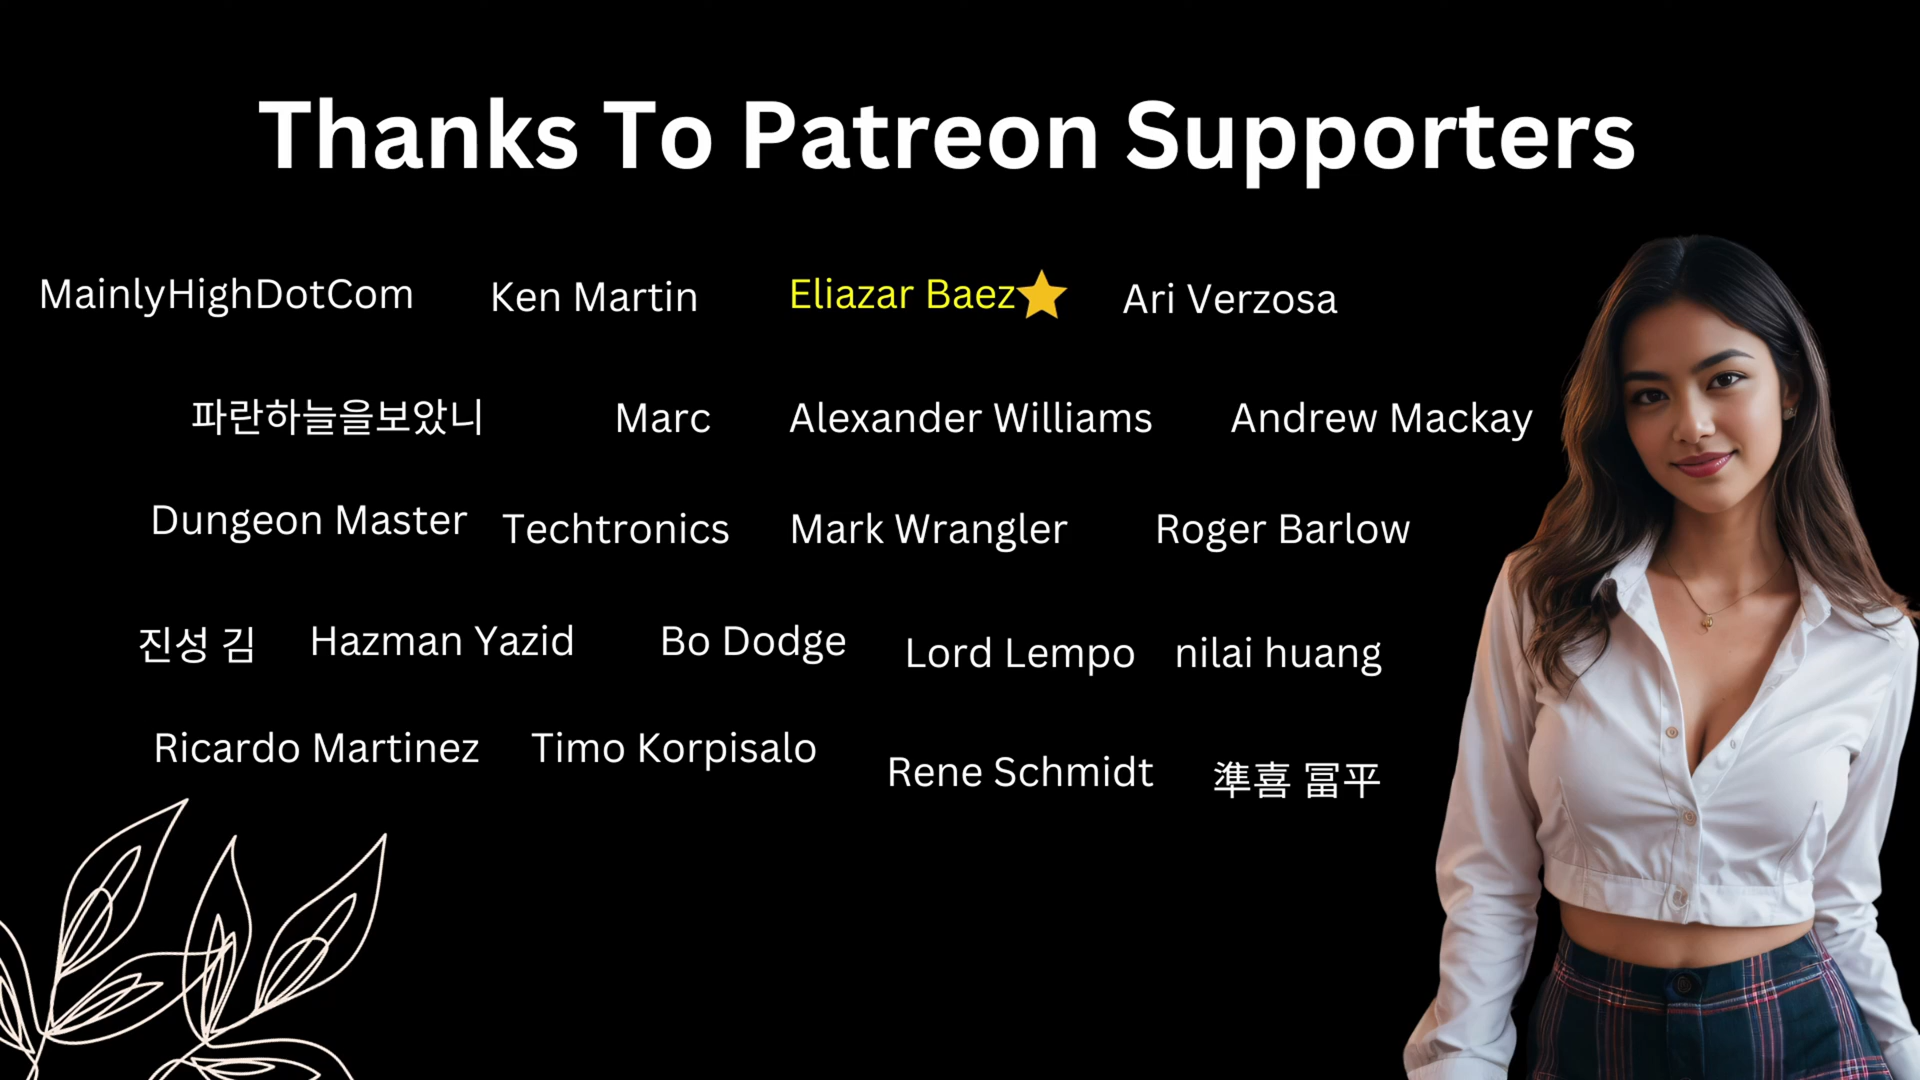 Thanks To Patreon Supporters
MainlyHighDotCom Ken Martin Eliazar Baez⭐ Ari Verzosa
파란하늘을보았니 Marc Alexander Williams Andrew Mackay
Dungeon Master Techtronics Mark Wrangler Roger Barlow
진성 김 Hazman Yazid Bo Dodge Lord Lempo nilai huang
Ricardo Martinez Timo Korpisalo Rene Schmidt 準喜 冨平